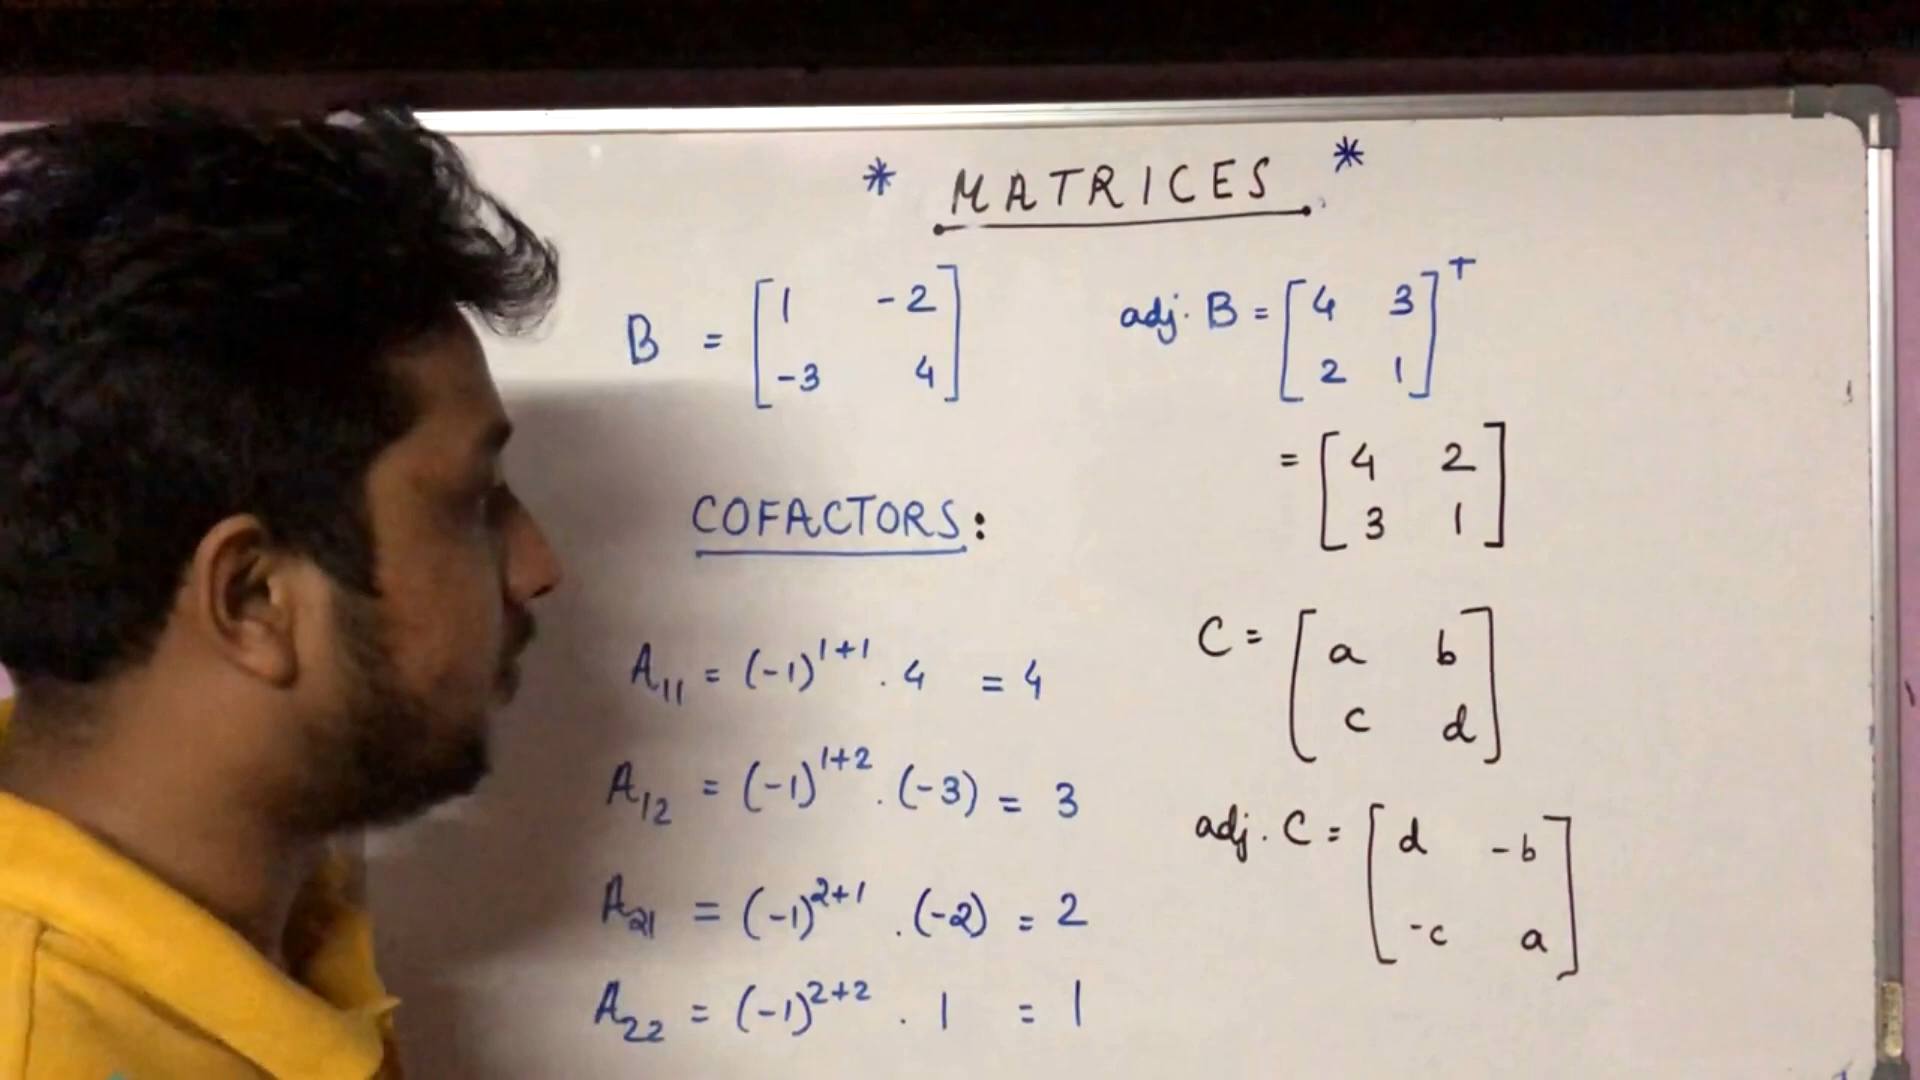 * MATRICES *
B = [1 -2
-3 4]
COFACTORS:
A₁₁ = (-1)¹⁺¹ . 4 = 4
A₁₂ = (-1)¹⁺² . (-3) = 3
A₂₁ = (-1)²⁺¹ . (-2) = 2
A₂₂ = (-1)²⁺² . 1 = 1
adj. B = [4 3
2 1]ᵀ
= [4 2
3 1]
C = [a b
c d]
adj. C = [d -b
-c a]